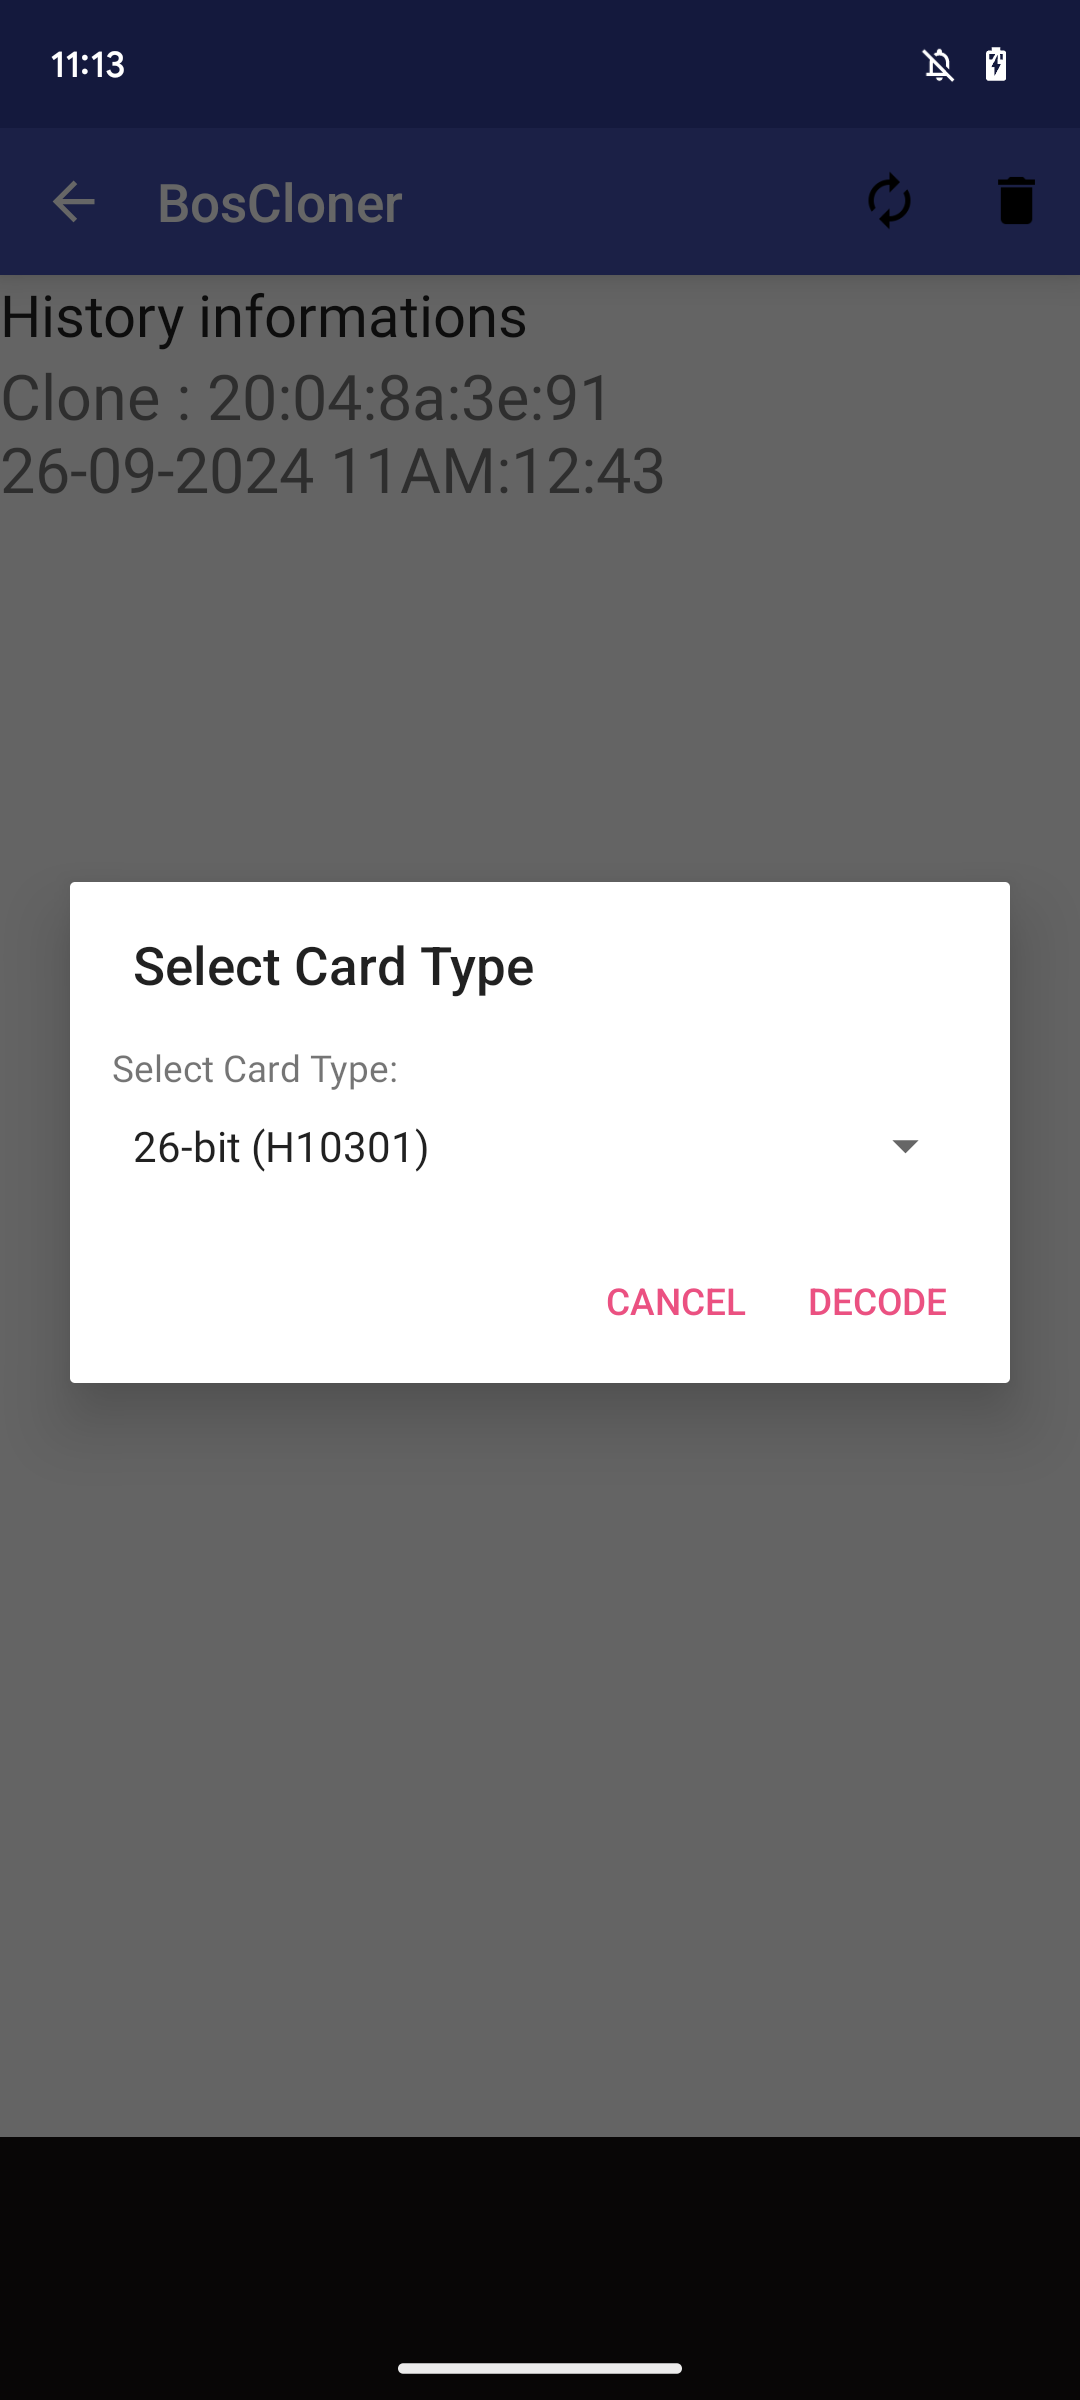 11:13
BosCloner
History informations
Clone : 20:04:8a:3e:91
26-09-2024 11AM:12:43
Select Card Type
Select Card Type:
26-bit (H10301)
CANCEL DECODE